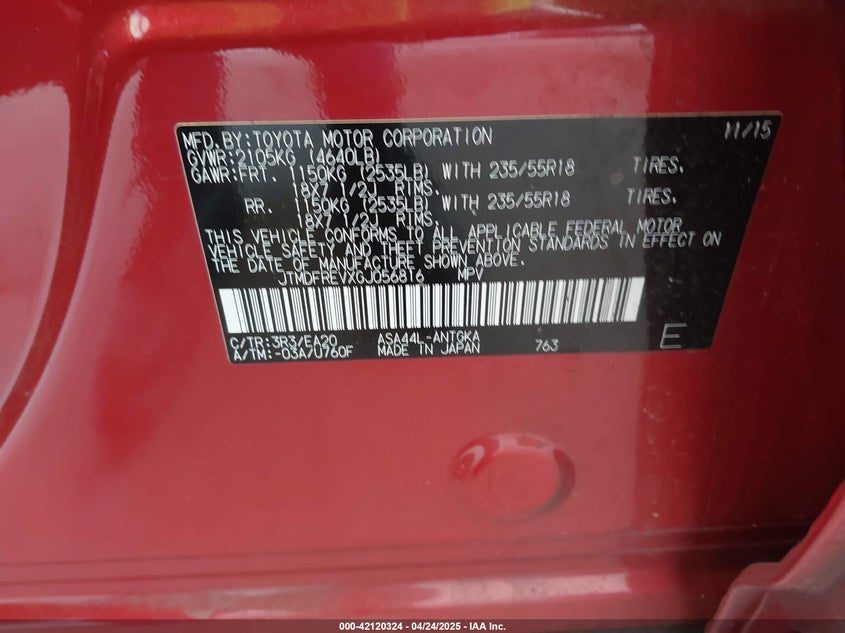 MFD.BY:TOYOTA MOTOR CORPORATION 11/15
GVWR:2105KG (4640LB)
GAWR:FRT. 1150KG (2535LB) WITH 235/55R18 TIRES.
18X7 1/2J RIMS.
RR. 1150KG (2535LB) WITH 235/55R18 TIRES.
18X7 1/2J RIMS.
THIS VEHICLE CONFORMS TO ALL APPLICABLE FEDERAL MOTOR
VEHICLE SAFETY AND THEFT PREVENTION STANDARDS IN EFFECT ON
THE DATE OF MANUFACTURE SHOWN ABOVE.
JTMDFREVXGJ056816 MPV
C/TR:3R3/EA20 ASA44L-ANTGKA
A/TM:-03A/U760F MADE IN JAPAN 763 E
000-42120324 | 04/24/2025 - IAA Inc.